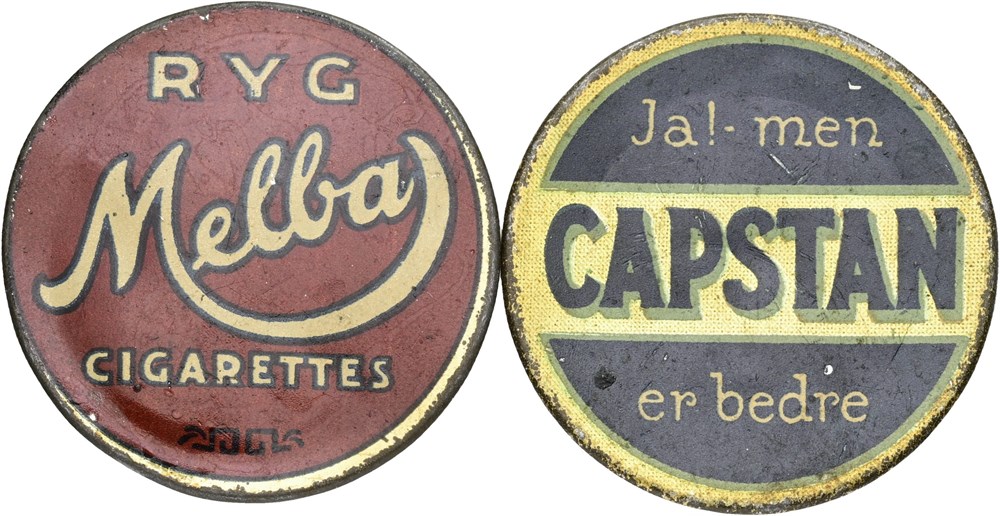 RYG
Melba
CIGARETTES
Ja!- men
CAPSTAN
er bedre